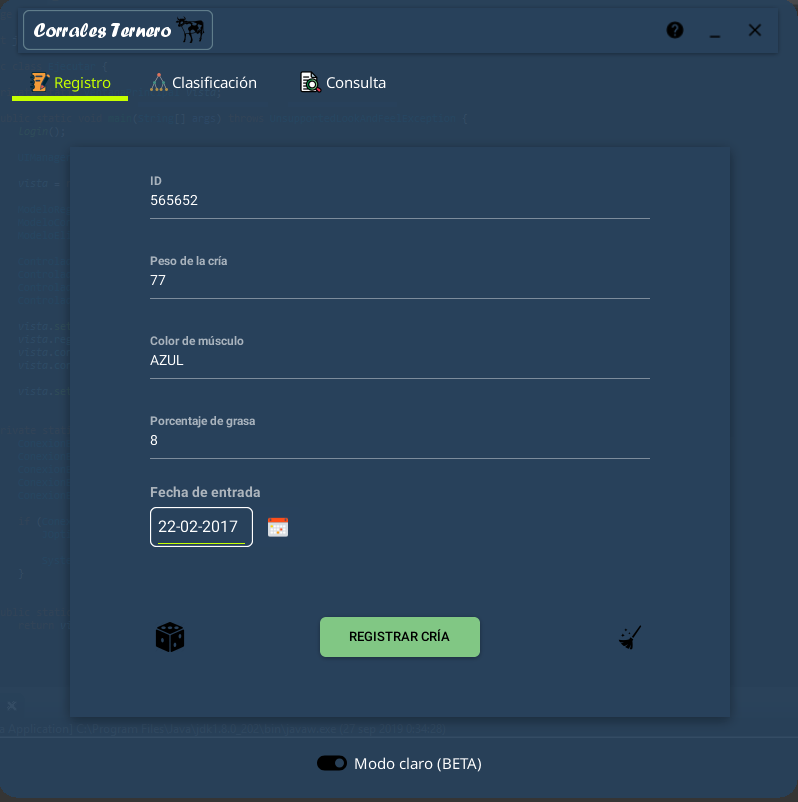 Corrales Ternero
Registro Clasificación Consulta
ID
565652
Peso de la cría
77
Color de músculo
AZUL
Porcentaje de grasa
8
Fecha de entrada
22-02-2017
REGISTRAR CRÍA
Modo claro (BETA)